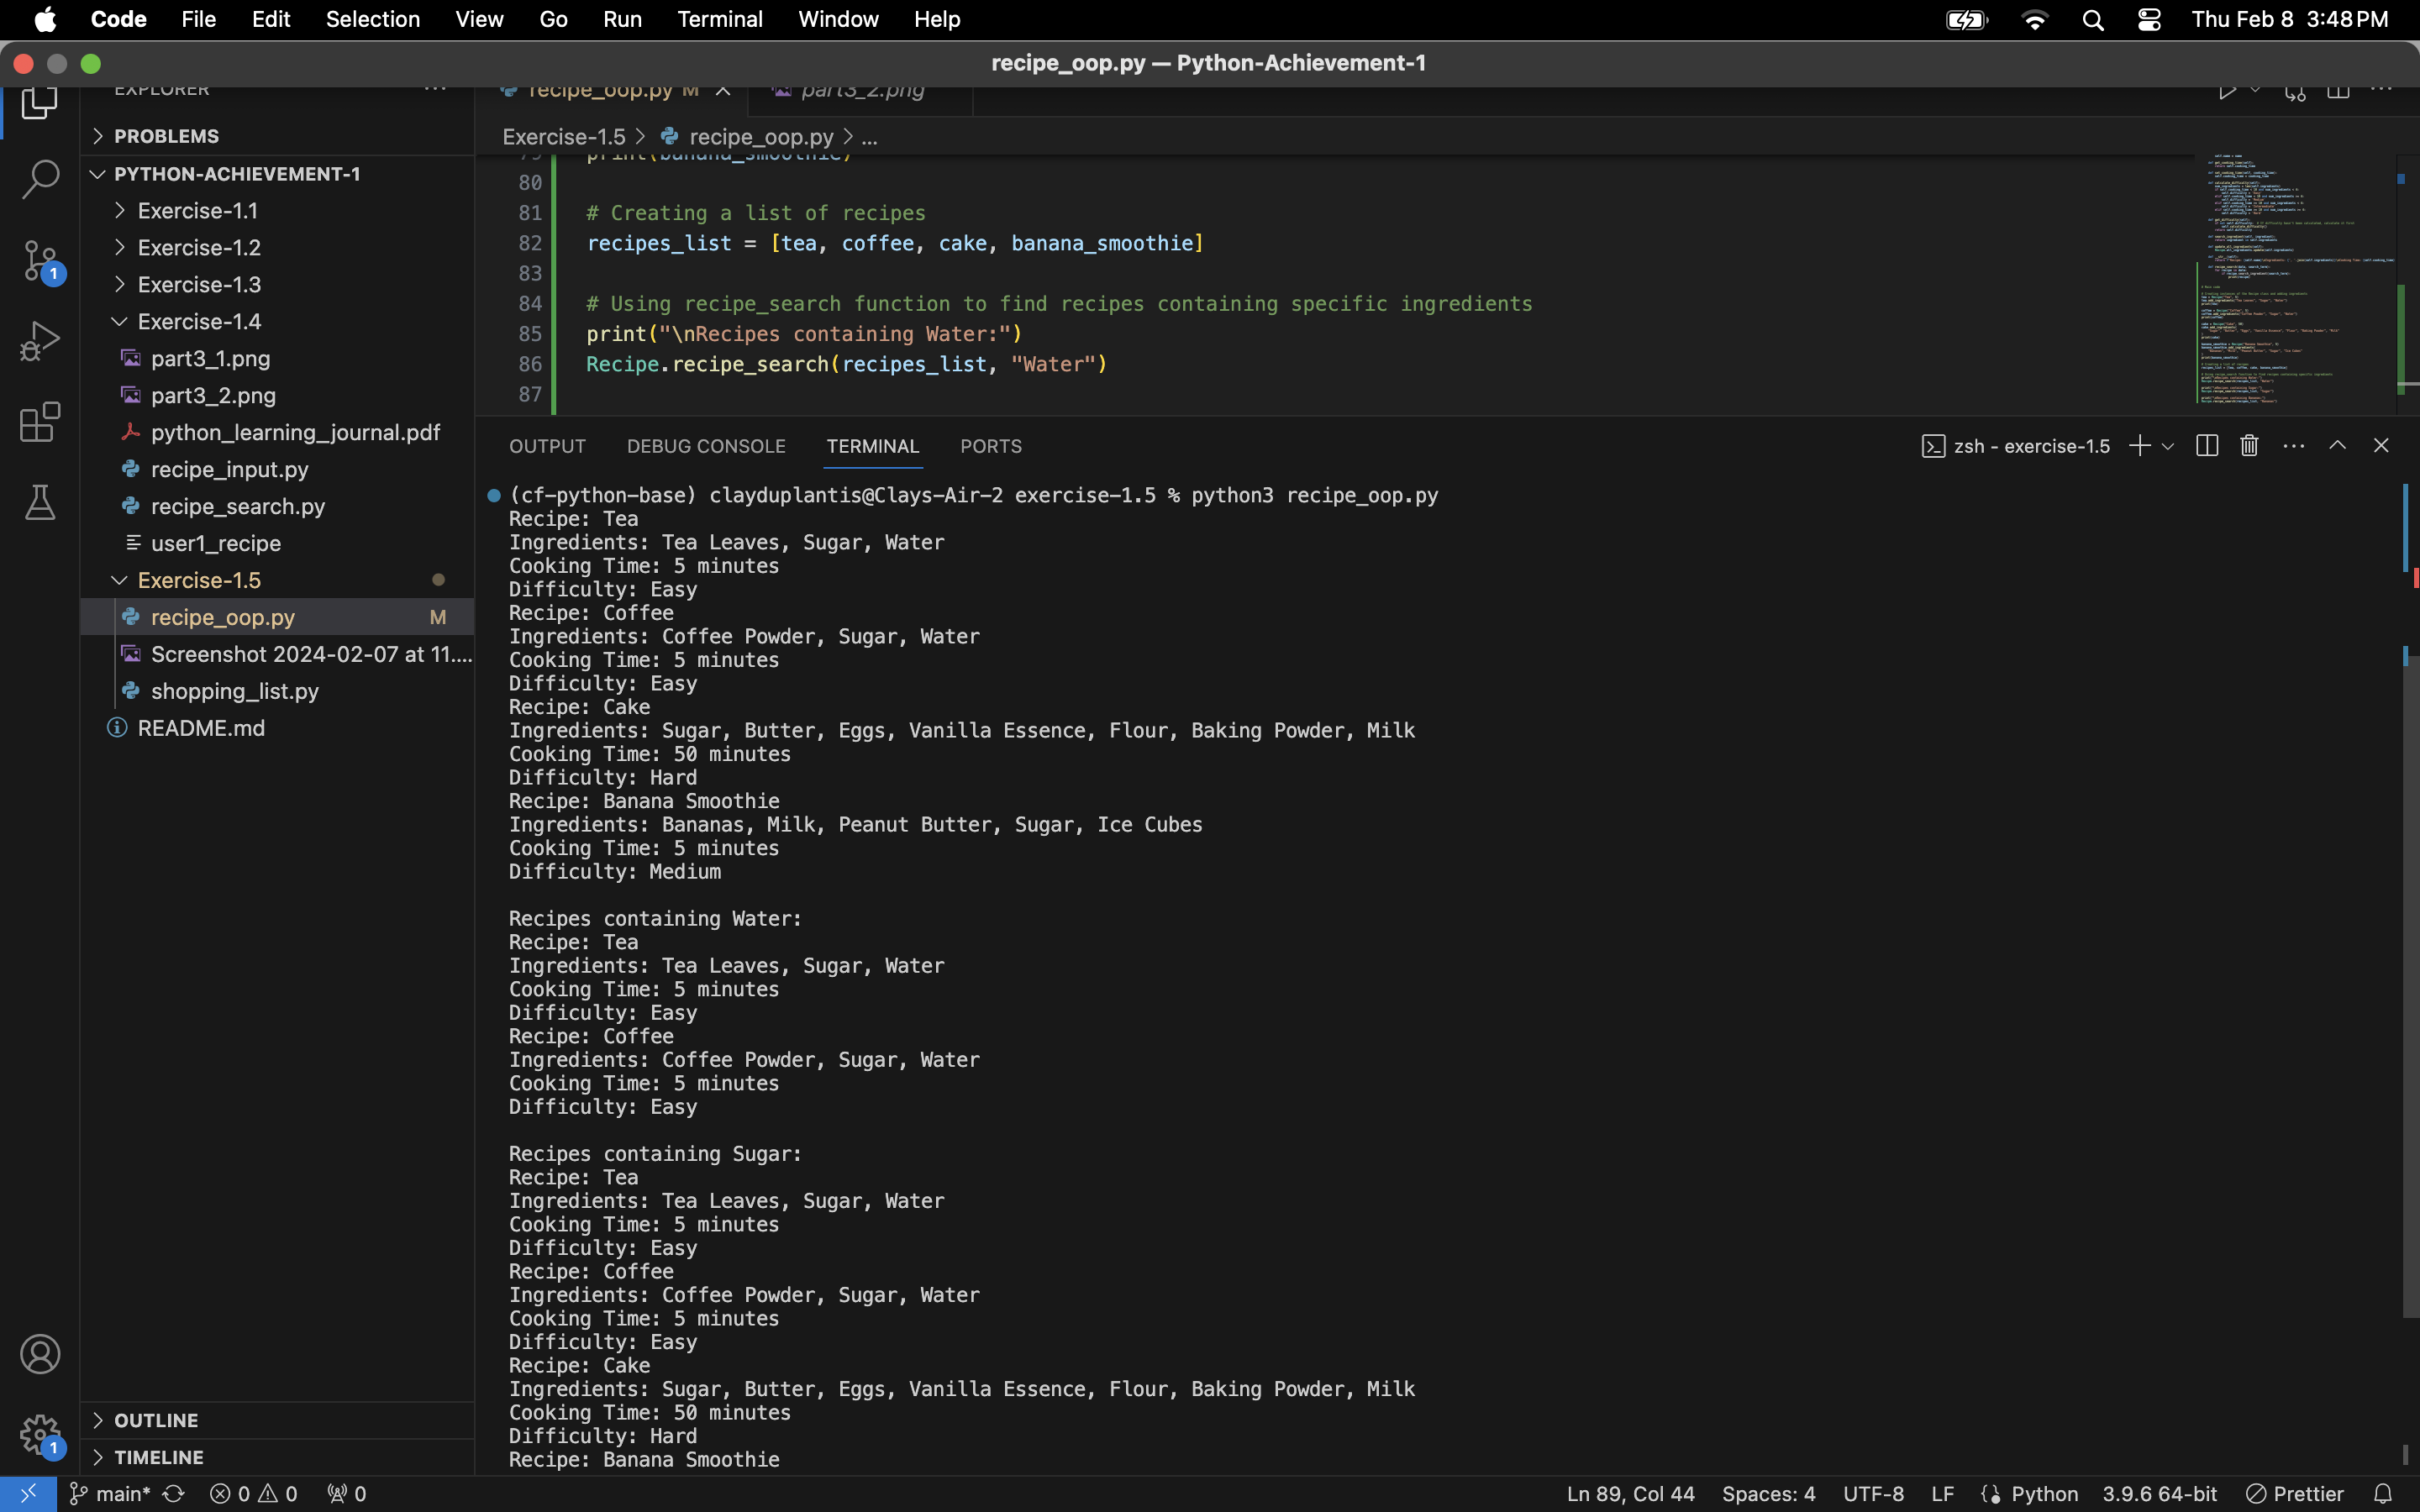 Code File Edit Selection View Go Run Terminal Window Help Thu Feb 8 3:48 PM
recipe_oop.py — Python-Achievement-1
EXPLORER ...
recipe_oop.py M part3_2.png
PROBLEMS
Exercise-1.5 > recipe_oop.py > ...
PYTHON-ACHIEVEMENT-1
Exercise-1.1
Exercise-1.2
Exercise-1.3
Exercise-1.4
part3_1.png
part3_2.png
python_learning_journal.pdf
recipe_input.py
recipe_search.py
user1_recipe
Exercise-1.5
recipe_oop.py M
Screenshot 2024-02-07 at 11....
shopping_list.py
README.md
OUTLINE
TIMELINE
1
1
79 print(banana_smoothie)
80
81 # Creating a list of recipes
82 recipes_list = [tea, coffee, cake, banana_smoothie]
83
84 # Using recipe_search function to find recipes containing specific ingredients
85 print("\nRecipes containing Water:")
86 Recipe.recipe_search(recipes_list, "Water")
87
OUTPUT DEBUG CONSOLE TERMINAL PORTS zsh - exercise-1.5
(cf-python-base) clayduplantis@Clays-Air-2 exercise-1.5 % python3 recipe_oop.py
Recipe: Tea
Ingredients: Tea Leaves, Sugar, Water
Cooking Time: 5 minutes
Difficulty: Easy
Recipe: Coffee
Ingredients: Coffee Powder, Sugar, Water
Cooking Time: 5 minutes
Difficulty: Easy
Recipe: Cake
Ingredients: Sugar, Butter, Eggs, Vanilla Essence, Flour, Baking Powder, Milk
Cooking Time: 50 minutes
Difficulty: Hard
Recipe: Banana Smoothie
Ingredients: Bananas, Milk, Peanut Butter, Sugar, Ice Cubes
Cooking Time: 5 minutes
Difficulty: Medium
Recipes containing Water:
Recipe: Tea
Ingredients: Tea Leaves, Sugar, Water
Cooking Time: 5 minutes
Difficulty: Easy
Recipe: Coffee
Ingredients: Coffee Powder, Sugar, Water
Cooking Time: 5 minutes
Difficulty: Easy
Recipes containing Sugar:
Recipe: Tea
Ingredients: Tea Leaves, Sugar, Water
Cooking Time: 5 minutes
Difficulty: Easy
Recipe: Coffee
Ingredients: Coffee Powder, Sugar, Water
Cooking Time: 5 minutes
Difficulty: Easy
Recipe: Cake
Ingredients: Sugar, Butter, Eggs, Vanilla Essence, Flour, Baking Powder, Milk
Cooking Time: 50 minutes
Difficulty: Hard
Recipe: Banana Smoothie
main* 0 0 0 Ln 89, Col 44 Spaces: 4 UTF-8 LF Python 3.9.6 64-bit Prettier